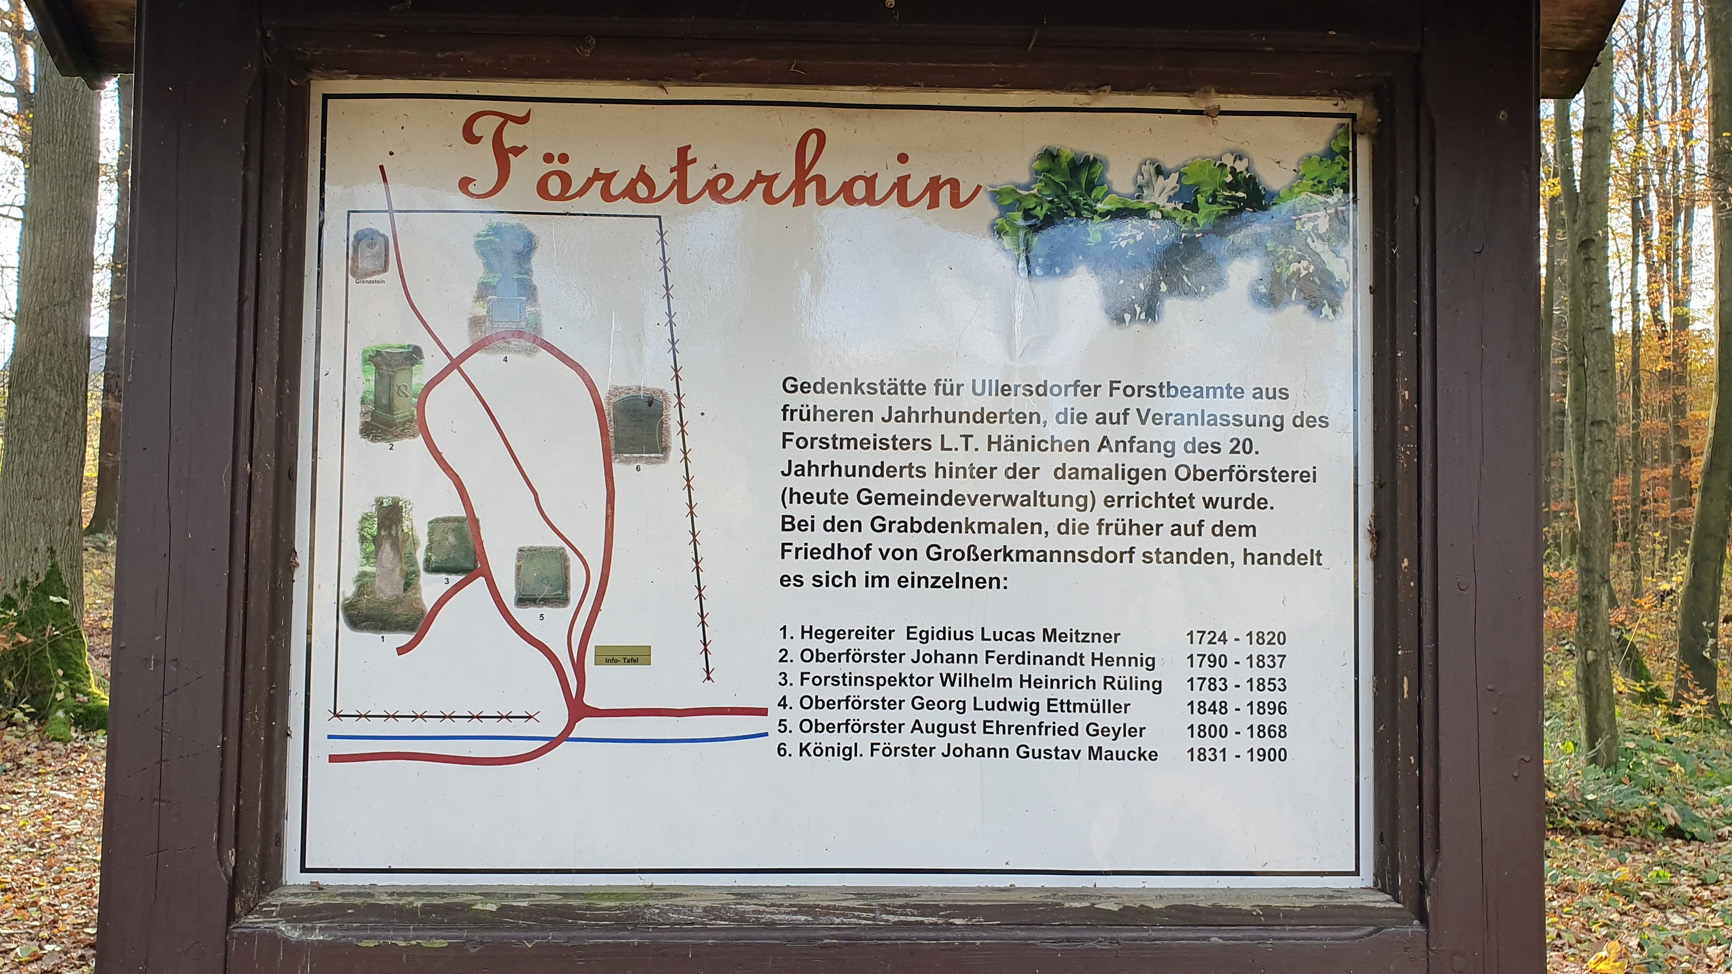 Försterhain
Grenzstein
4
2
6
3
5
1
Info- Tafel
Gedenkstätte für Ullersdorfer Forstbeamte aus
früheren Jahrhunderten, die auf Veranlassung des
Forstmeisters L.T. Hänichen Anfang des 20.
Jahrhunderts hinter der damaligen Oberförsterei
(heute Gemeindeverwaltung) errichtet wurde.
Bei den Grabdenkmalen, die früher auf dem
Friedhof von Großerkmannsdorf standen, handelt
es sich im einzelnen:
1. Hegereiter Egidius Lucas Meitzner 1724 - 1820
2. Oberförster Johann Ferdinandt Hennig 1790 - 1837
3. Forstinspektor Wilhelm Heinrich Rüling 1783 - 1853
4. Oberförster Georg Ludwig Ettmüller 1848 - 1896
5. Oberförster August Ehrenfried Geyler 1800 - 1868
6. Königl. Förster Johann Gustav Maucke 1831 - 1900